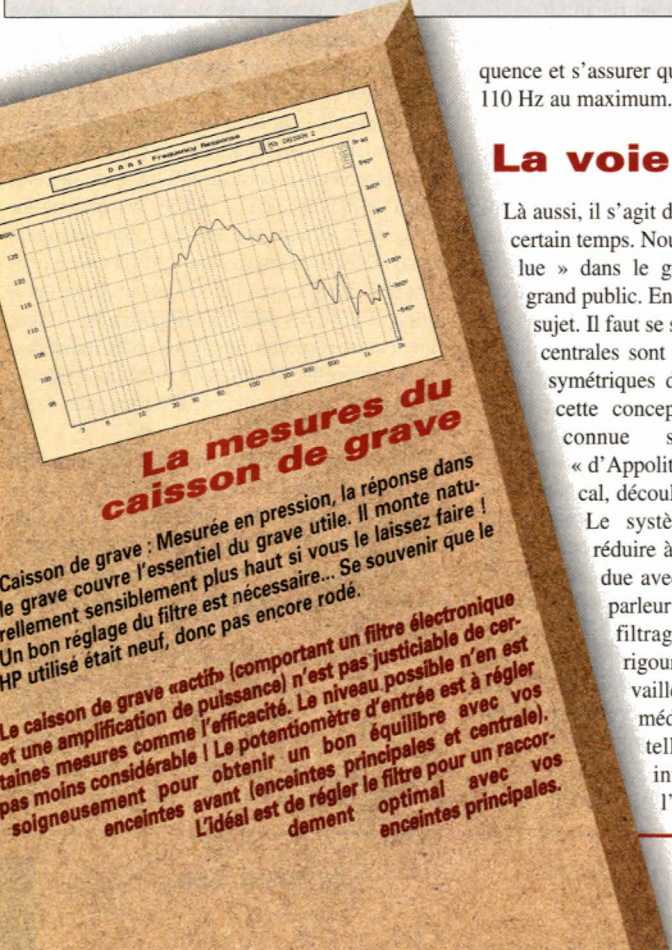 DRAS Frequency Response
La mesures du
caisson de grave
Caisson de grave : Mesurée en pression, la réponse dans
le grave couvre l'essentiel du grave utile. Il monte natu-
rellement sensiblement plus haut si vous le laissez faire !
Un bon réglage du filtre est nécessaire... Se souvenir que le
HP utilisé était neuf, donc pas encore rodé.
Le caisson de grave «actif» (comportant un filtre électronique
et une amplification de puissance) n'est pas justiciable de cer-
taines mesures comme l'efficacité. Le niveau possible n'en est
pas moins considérable ! Le potentiomètre d'entrée est à régler
soigneusement pour obtenir un bon équilibre avec vos
enceintes avant (enceintes principales et centrale).
L'idéal est de régler le filtre pour un raccor-
dement optimal avec vos
enceintes principales.
quence et s'assurer qu
110 Hz au maximum.
La voie
Là aussi, il s'agit d
certain temps. Nou
lue » dans le g
grand public. En
sujet. Il faut se s
centrales sont
symétriques d
cette concep
connue s
« d'Appolit
cal, découl
Le systè
réduire à
due ave
parleur
filtrag
rigou
vaill
méd
tell
in
l'